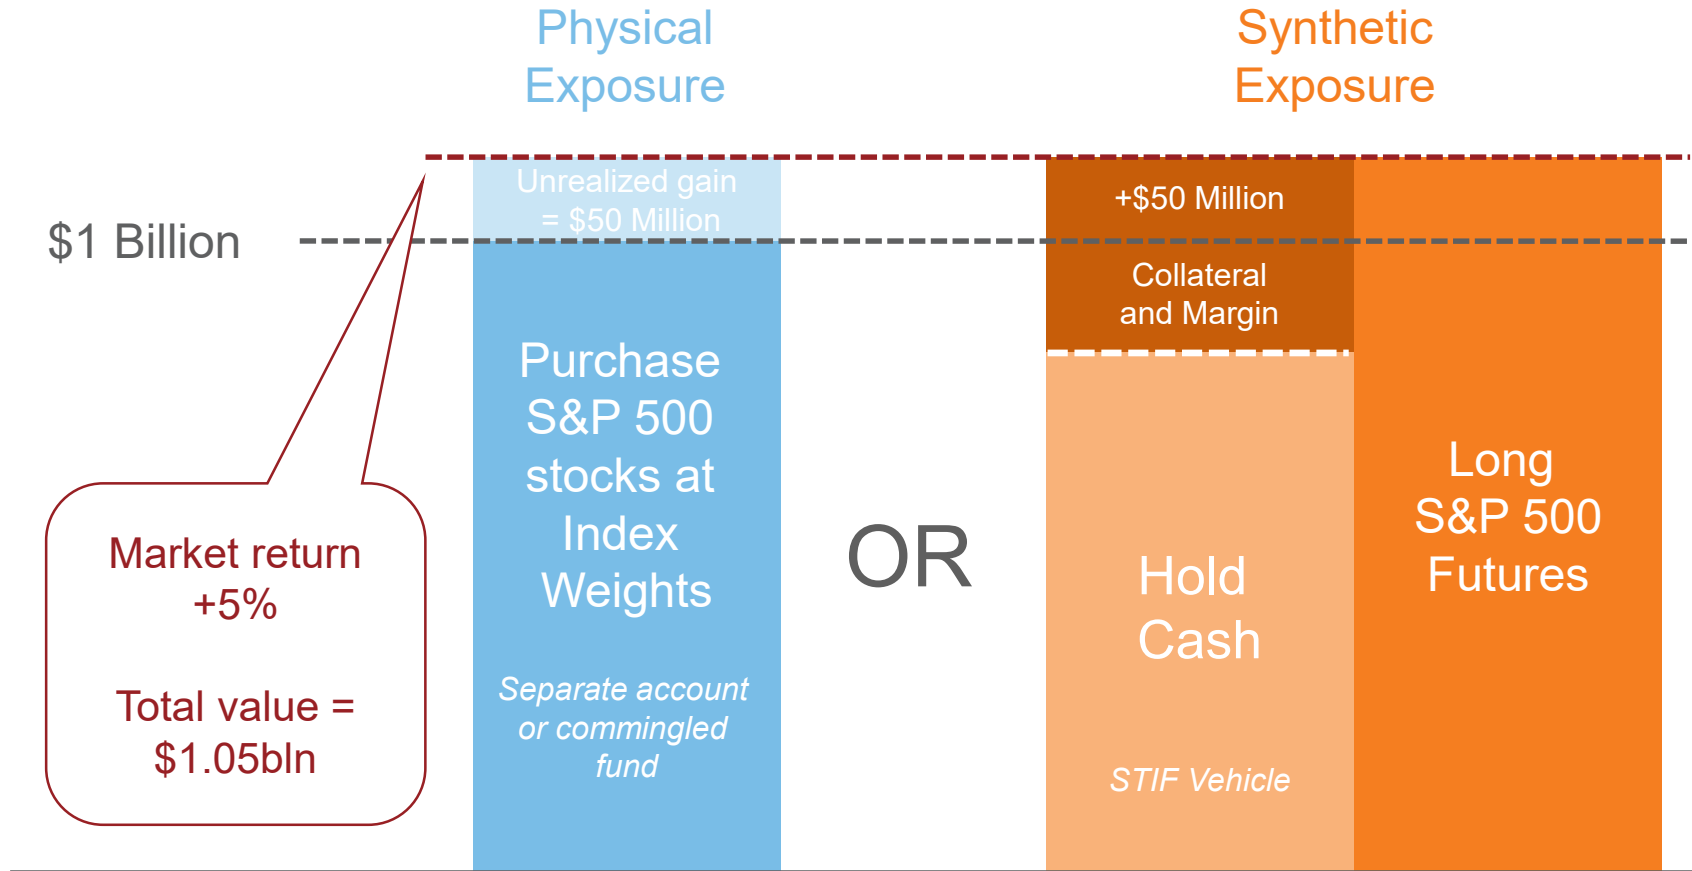 Physical
Exposure
Synthetic
Exposure
$1 Billion
Unrealized gain
= $50 Million
Purchase
S&P 500
stocks at
Index
Weights
Separate account
or commingled
fund
Market return
+5%
Total value =
$1.05bln
OR
+$50 Million
Collateral
and Margin
Hold
Cash
STIF Vehicle
Long
S&P 500
Futures